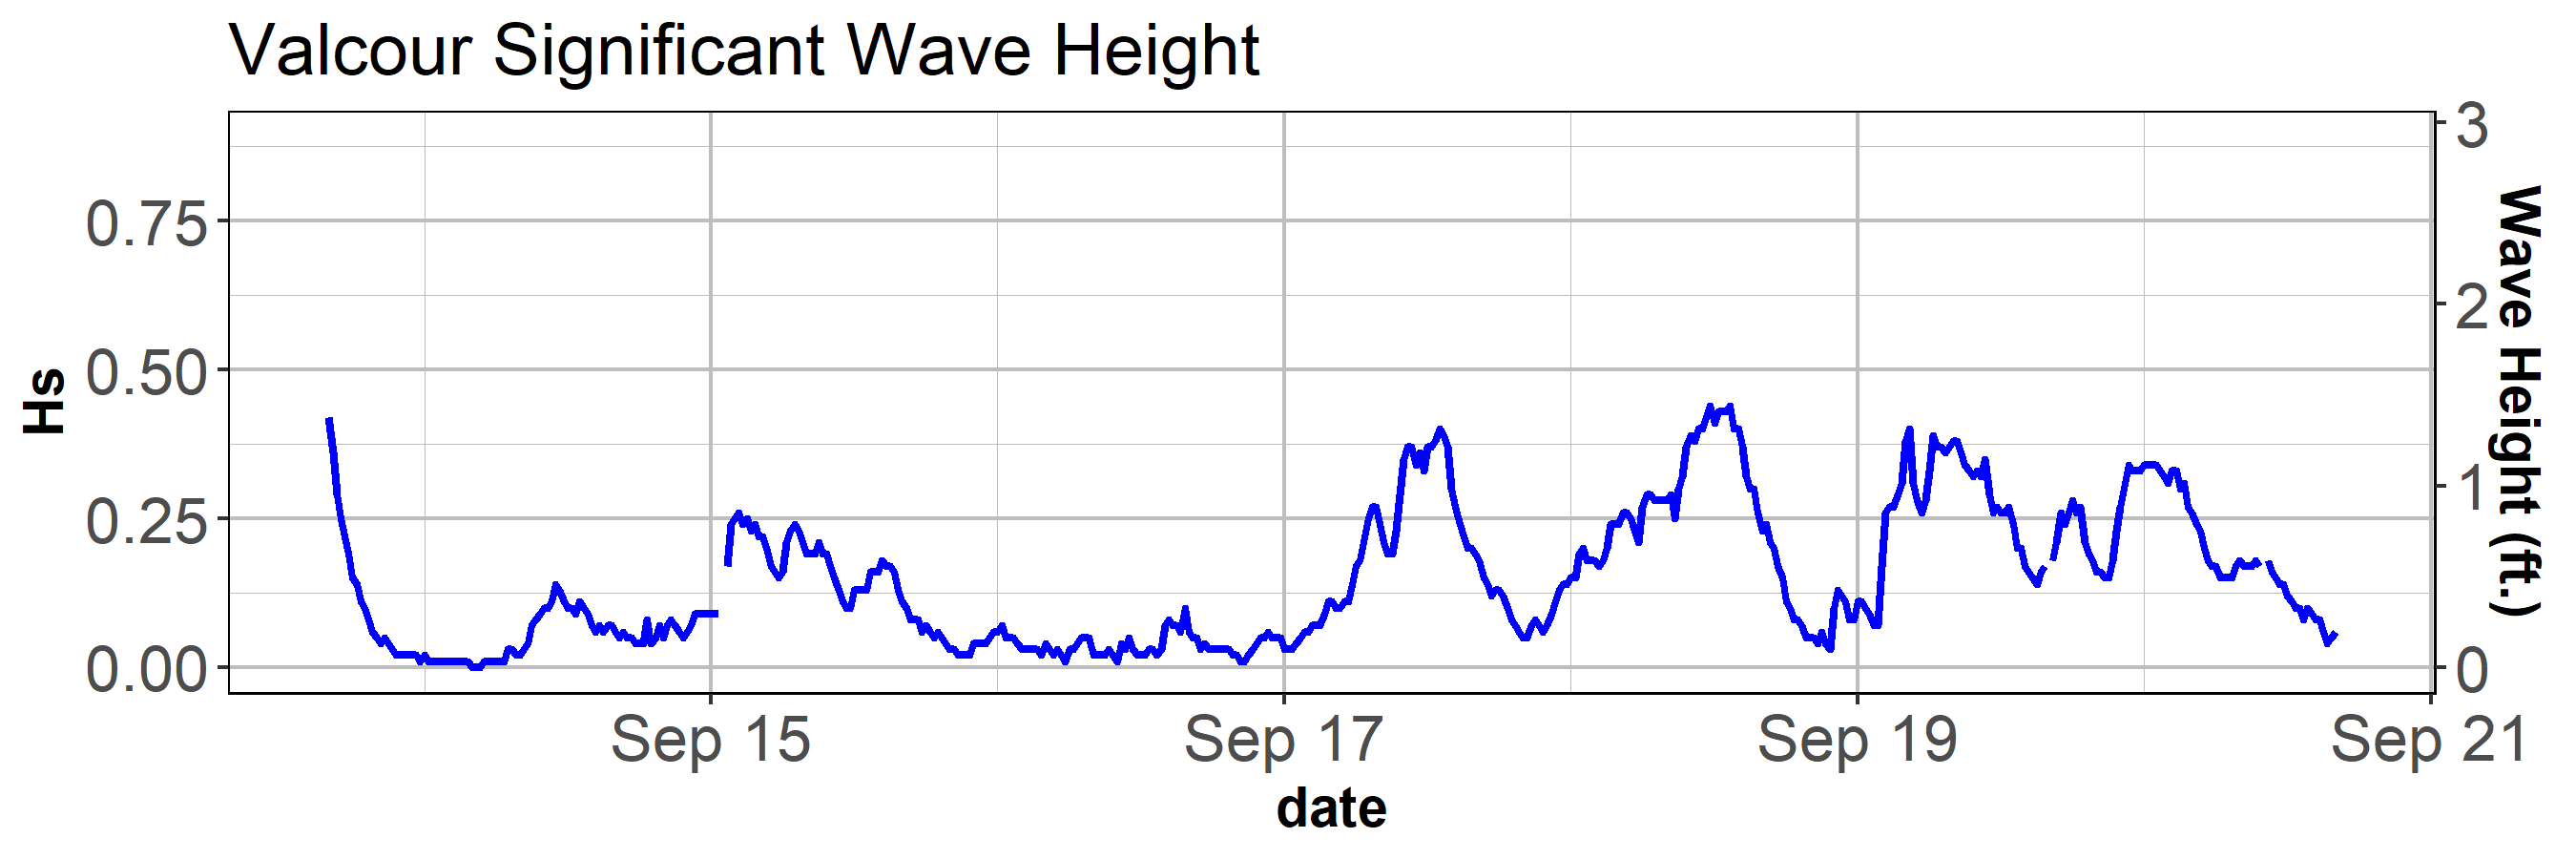 Valcour Significant Wave Height
Hs
0.75
0.50
0.25
0.00
3
2
1
0
Wave Height (ft.)
Sep 15
Sep 17
Sep 19
Sep 21
date